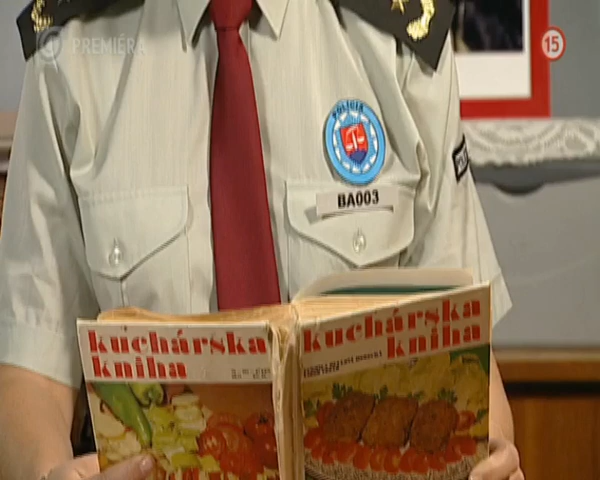 PREMIÉRA
15
POLÍCIA
BA003
kuchárska
kniha
kuchárska
kniha